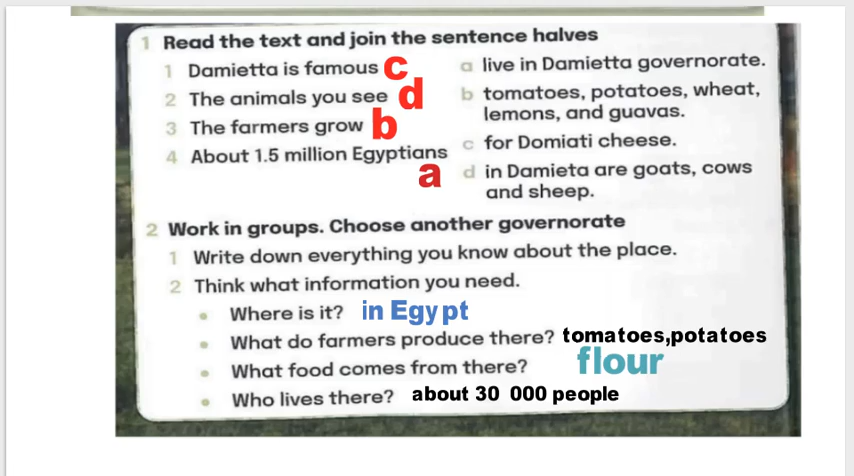 1 Read the text and join the sentence halves
1 Damietta is famous c
2 The animals you see d
3 The farmers grow b
4 About 1.5 million Egyptians a
a live in Damietta governorate.
b tomatoes, potatoes, wheat,
lemons, and guavas.
c for Domiati cheese.
d in Damieta are goats, cows
and sheep.
2 Work in groups. Choose another governorate
1 Write down everything you know about the place.
2 Think what information you need.
• Where is it? in Egypt
• What do farmers produce there? tomatoes,potatoes
• What food comes from there? flour
• Who lives there? about 30 000 people